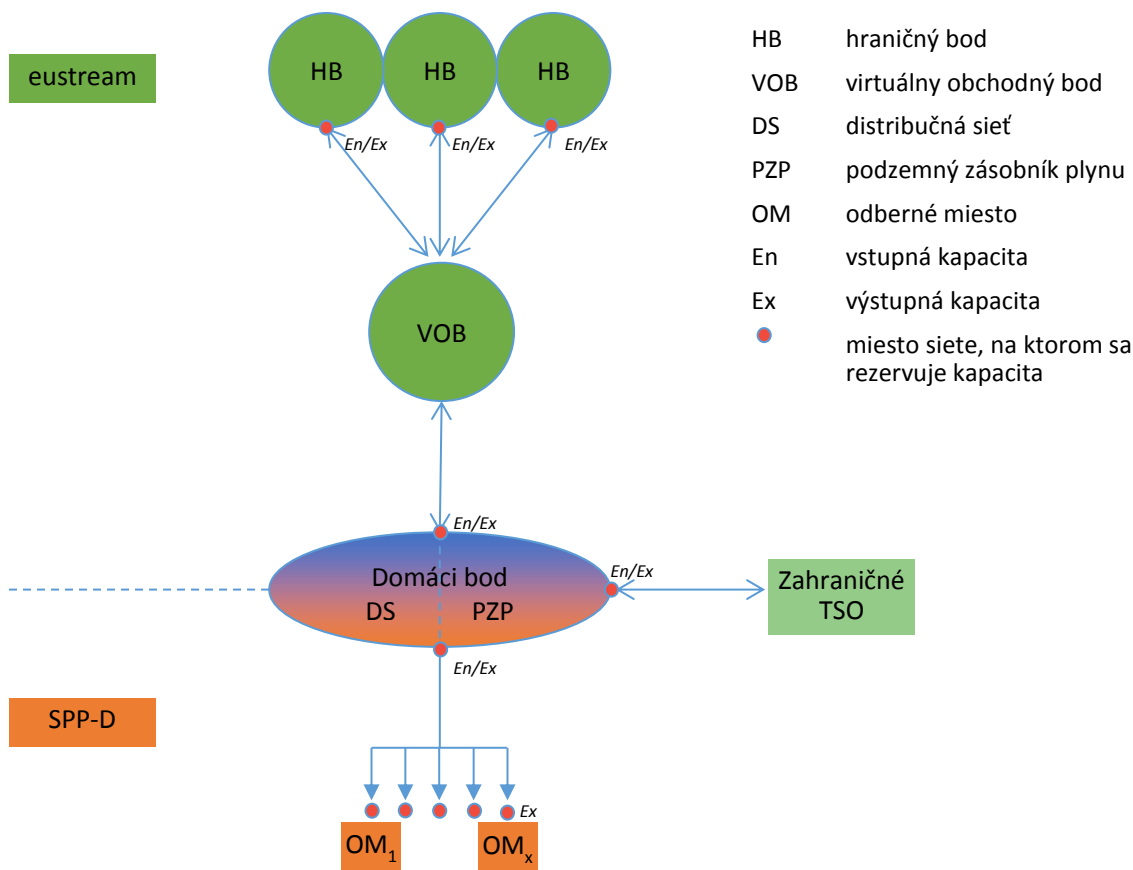 eustream
HB HB HB
En/Ex En/Ex En/Ex
VOB
En/Ex
Domáci bod
DS PZP
En/Ex
Zahraničné
TSO
En/Ex
SPP-D
Ex
OM1 OMx
HB hraničný bod
VOB virtuálny obchodný bod
DS distribučná sieť
PZP podzemný zásobník plynu
OM odberné miesto
En vstupná kapacita
Ex výstupná kapacita
miesto siete, na ktorom sa
rezervuje kapacita